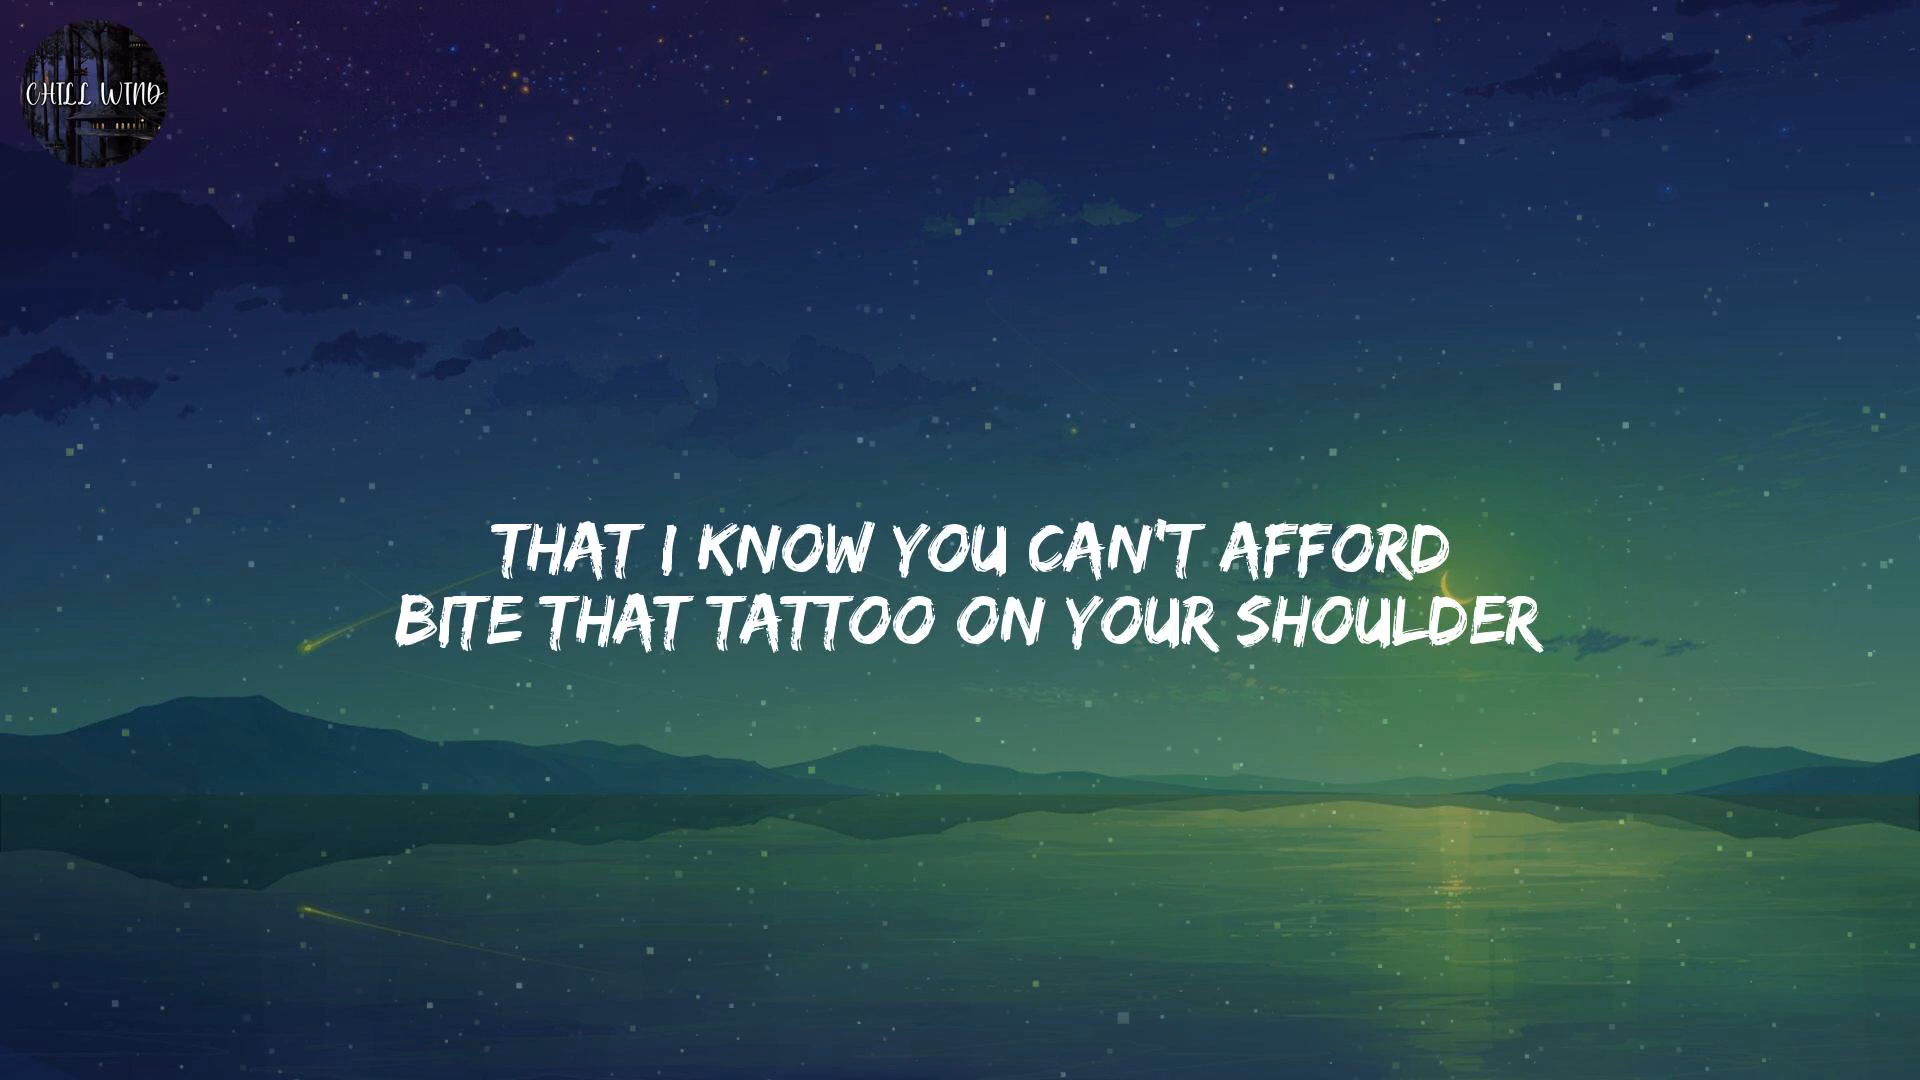 CHILL WIND
THAT I KNOW YOU CAN'T AFFORD
BITE THAT TATTOO ON YOUR SHOULDER